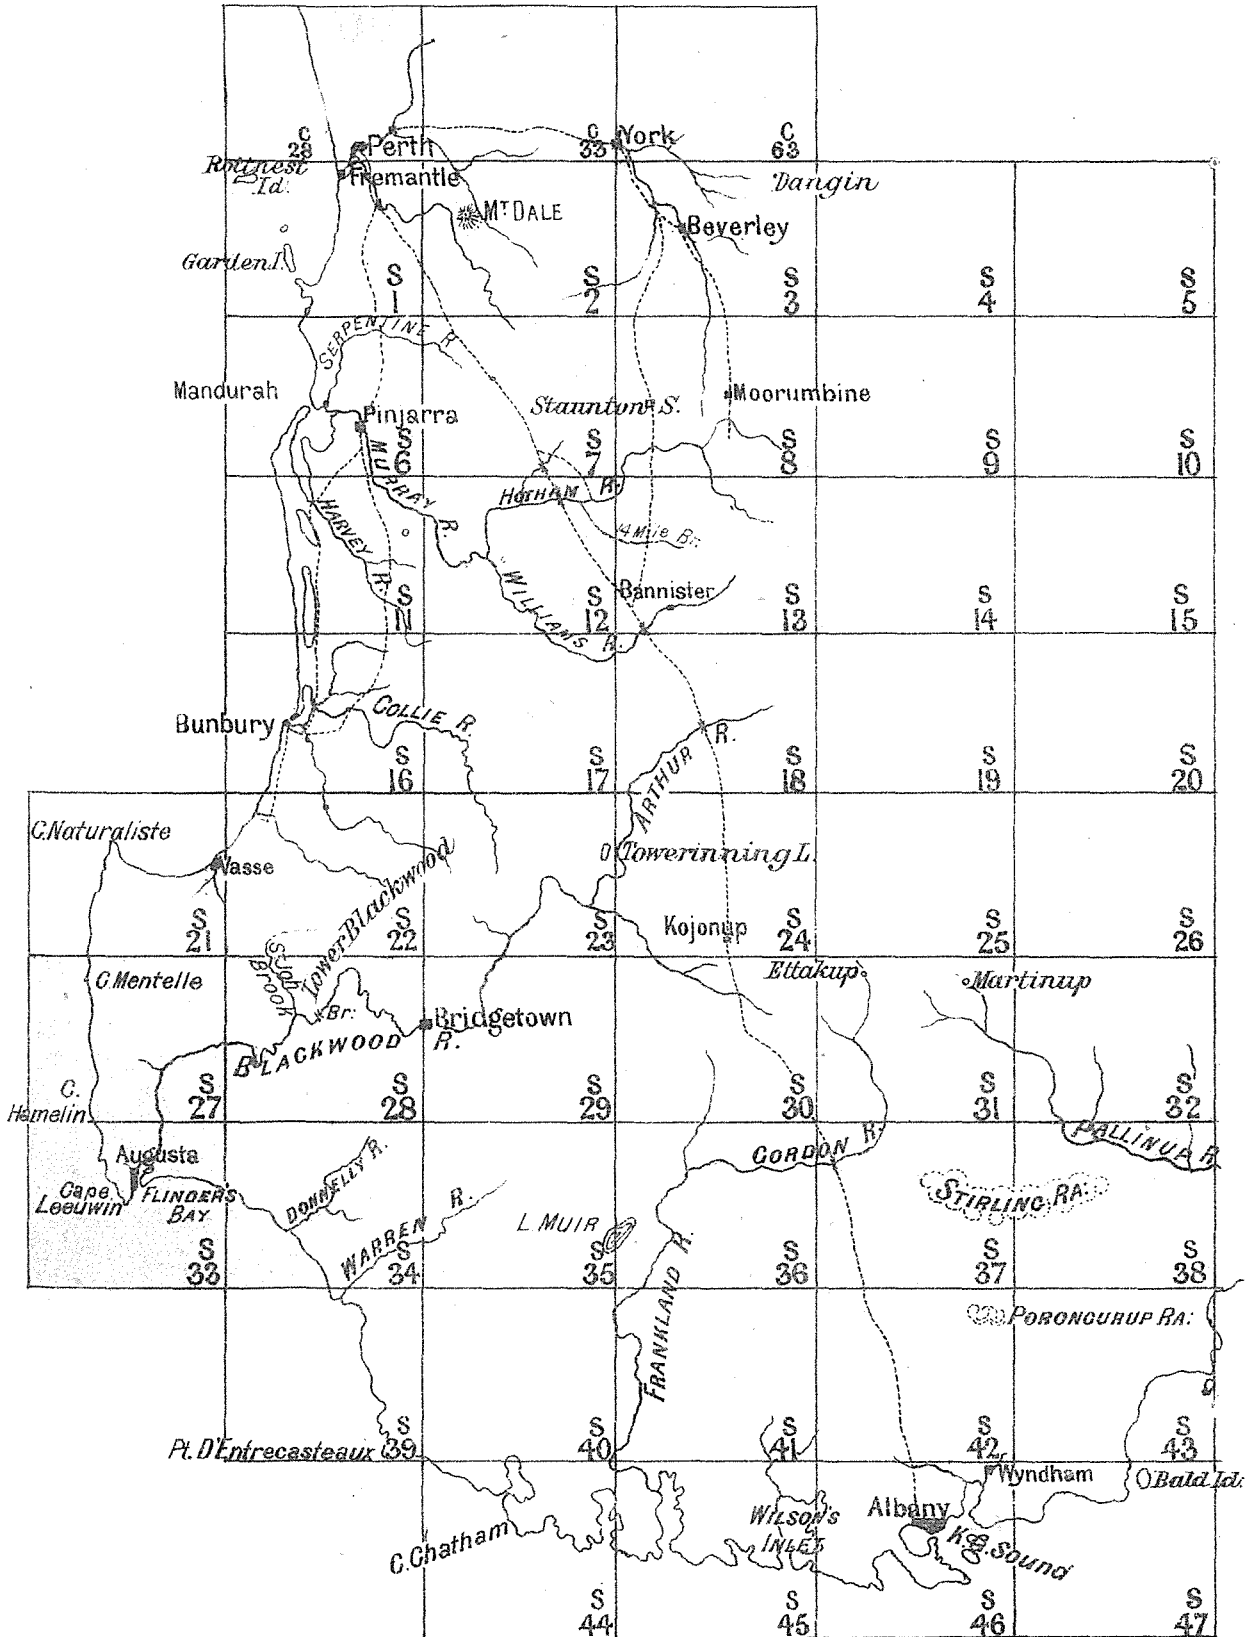 C
28
Perth
C
33
York
C
63
Rottnest
Id.
Fremantle
Dangin
MT DALE
Beverley
Garden I.
S
1
S
2
S
3
S
4
S
5
SERPENTINE R.
Mandurah
Pinjarra
Staunton S.
Moorumbine
S
6
S
7
S
8
S
9
S
10
MURRAY R.
HOTHAM R.
HARVEY R.
14 Mile Br.
WILLIAMS R.
Bannister
S
11
S
12
S
13
S
14
S
15
Bunbury
COLLIE R.
ARTHUR R.
S
16
S
17
S
18
S
19
S
20
C. Naturaliste
Towerinning L.
Vasse
Lower Blackwood
Kojonup
S
21
S
22
S
23
S
24
S
25
S
26
St. Joh
Brook
C. Mentelle
Ettakup
Martinup
Br:
Bridgetown
BLACKWOOD R.
C.
Hamelin
S
27
S
28
S
29
S
30
S
31
S
32
Augusta
GORDON R.
PALLINUP R.
Cape
Leeuwin
FLINDERS
BAY
DONNELLY R.
WARREN R.
L. MUIR
STIRLING RA:
S
33
S
34
S
35
S
36
S
37
S
38
FRANKLAND R.
PORONGURUP RA:
Pt. D'Entrecasteaux
S
39
S
40
S
41
S
42
S
43
Wyndham
Bald Id.
C. Chatham
WILSON'S
INLET
Albany
K.G. Sound
S
44
S
45
S
46
S
47